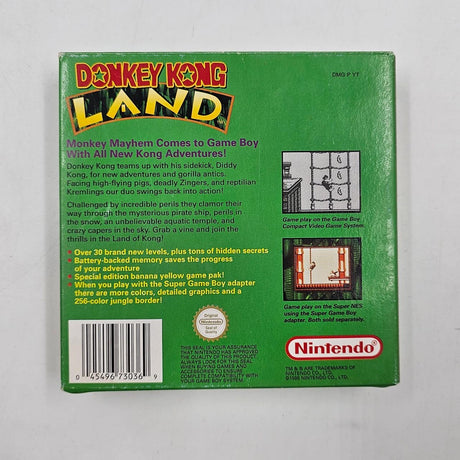 DONKEY KONG
LAND
DMG P YT
Monkey Mayhem Comes to Game Boy
With All New Kong Adventures!
Donkey Kong teams up with his sidekick, Diddy
Kong, for new adventures and gorilla antics.
Facing high-flying pigs, deadly Zingers, and reptilian
Kremlings our duo swings back into action!
Challenged by incredible perils they clamor their
way through the mysterious pirate ship, perils in
the snow, an unbelievable aquatic temple, and
crazy capers in the sky. Grab a vine and join the
thrills in the Land of Kong!
• Over 30 brand new levels, plus tons of hidden secrets
• Battery-backed memory saves the progress
of your adventure
• Special edition banana yellow game pak!
• When you play with the Super Game Boy adapter
there are more colors, detailed graphics and a
256-color jungle border!
Game play on the Game Boy
Compact Video Game System.
Game play on the Super NES
using the Super Game Boy
adapter. Both sold separately.
0 45496 73036 9
Original
Nintendo
Seal of
Quality
THIS SEAL IS YOUR ASSURANCE
THAT NINTENDO HAS APPROVED
THE QUALITY OF THIS PRODUCT.
ALWAYS LOOK FOR THIS SEAL
WHEN BUYING GAMES AND
ACCESSORIES TO ENSURE
COMPLETE COMPATIBILITY WITH
YOUR GAME BOY SYSTEM.
Nintendo
TM & ® ARE TRADEMARKS OF
NINTENDO CO., LTD.
©1995 NINTENDO CO., LTD.